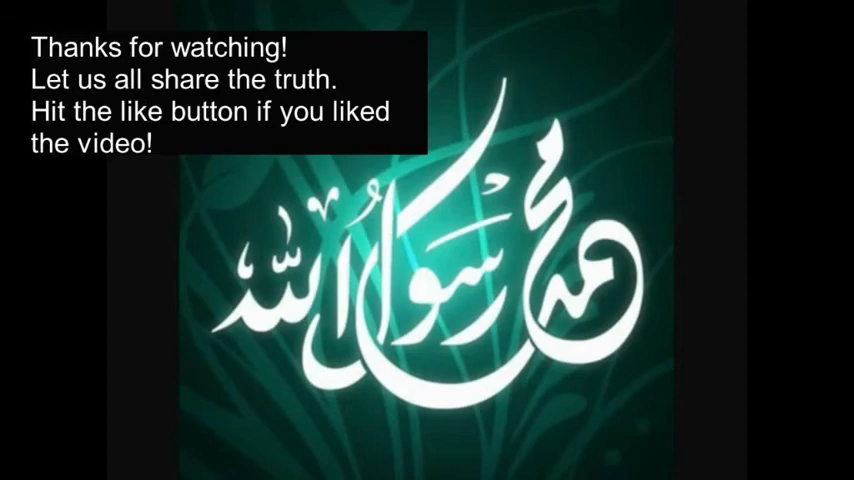 Thanks for watching!
Let us all share the truth.
Hit the like button if you liked
the video!
محمد رسول الله